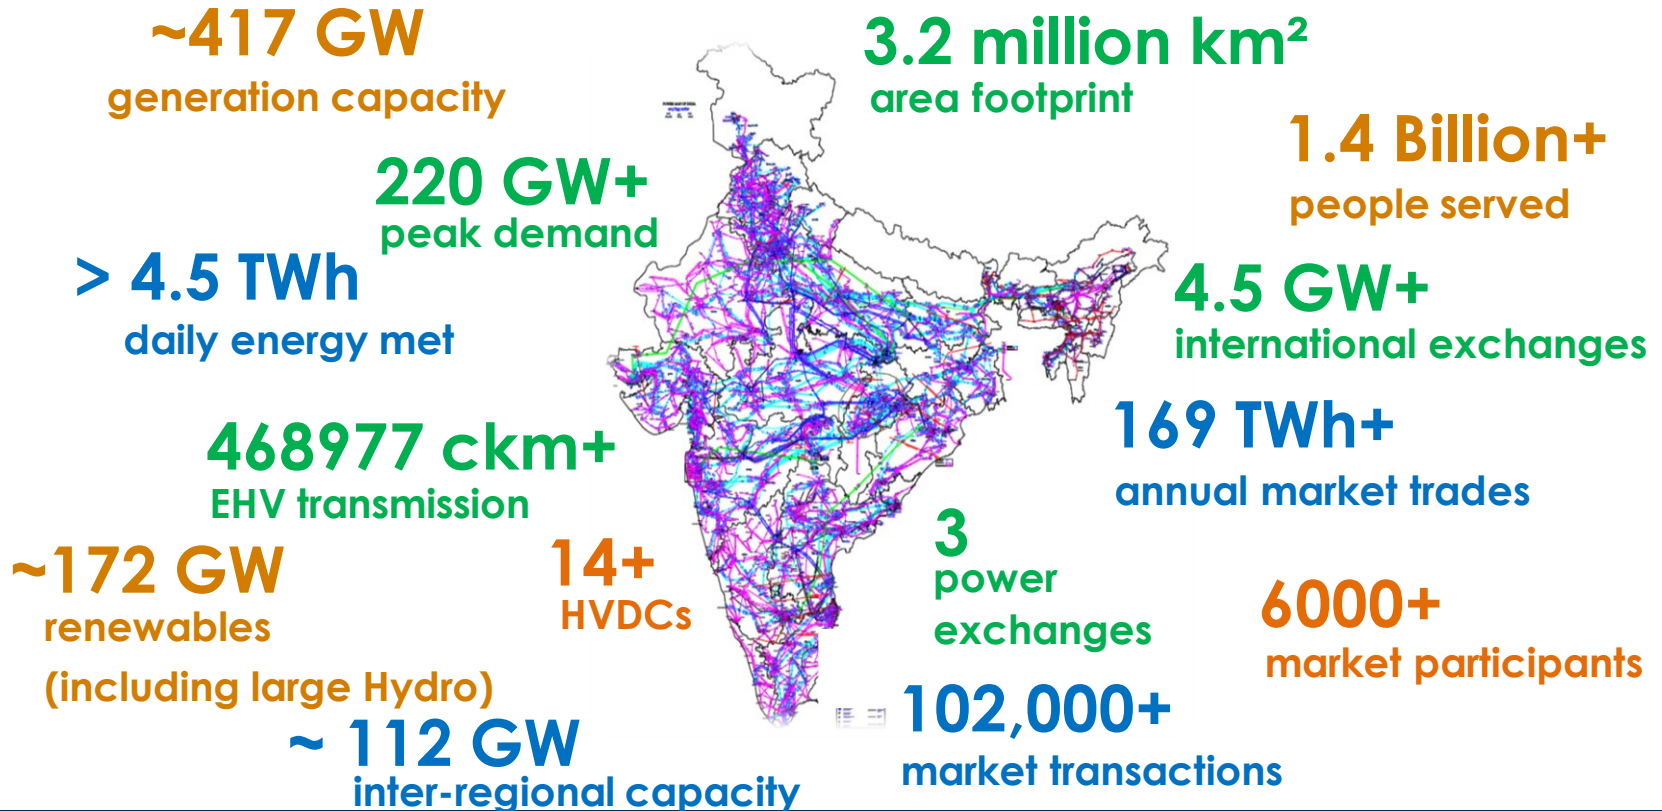 ~417 GW
generation capacity
3.2 million km²
area footprint
1.4 Billion+
people served
220 GW+
peak demand
> 4.5 TWh
daily energy met
4.5 GW+
international exchanges
468977 ckm+
EHV transmission
169 TWh+
annual market trades
~172 GW
renewables
(including large Hydro)
14+
HVDCs
3
power
exchanges
6000+
market participants
~ 112 GW
inter-regional capacity
102,000+
market transactions